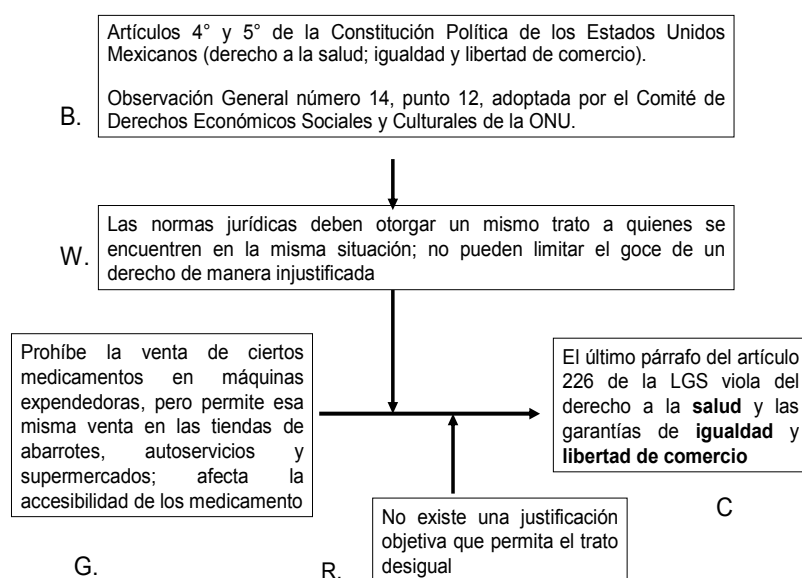 Artículos 4° y 5° de la Constitución Política de los Estados Unidos
Mexicanos (derecho a la salud; igualdad y libertad de comercio).
Observación General número 14, punto 12, adoptada por el Comité de
Derechos Económicos Sociales y Culturales de la ONU.
B.
Las normas jurídicas deben otorgar un mismo trato a quienes se
encuentren en la misma situación; no pueden limitar el goce de un
derecho de manera injustificada
W.
Prohíbe la venta de ciertos
medicamentos en máquinas
expendedoras, pero permite esa
misma venta en las tiendas de
abarrotes, autoservicios y
supermercados; afecta la
accesibilidad de los medicamento
G.
El último párrafo del artículo
226 de la LGS viola del
derecho a la salud y las
garantías de igualdad y
libertad de comercio
C
No existe una justificación
objetiva que permita el trato
desigual
R.